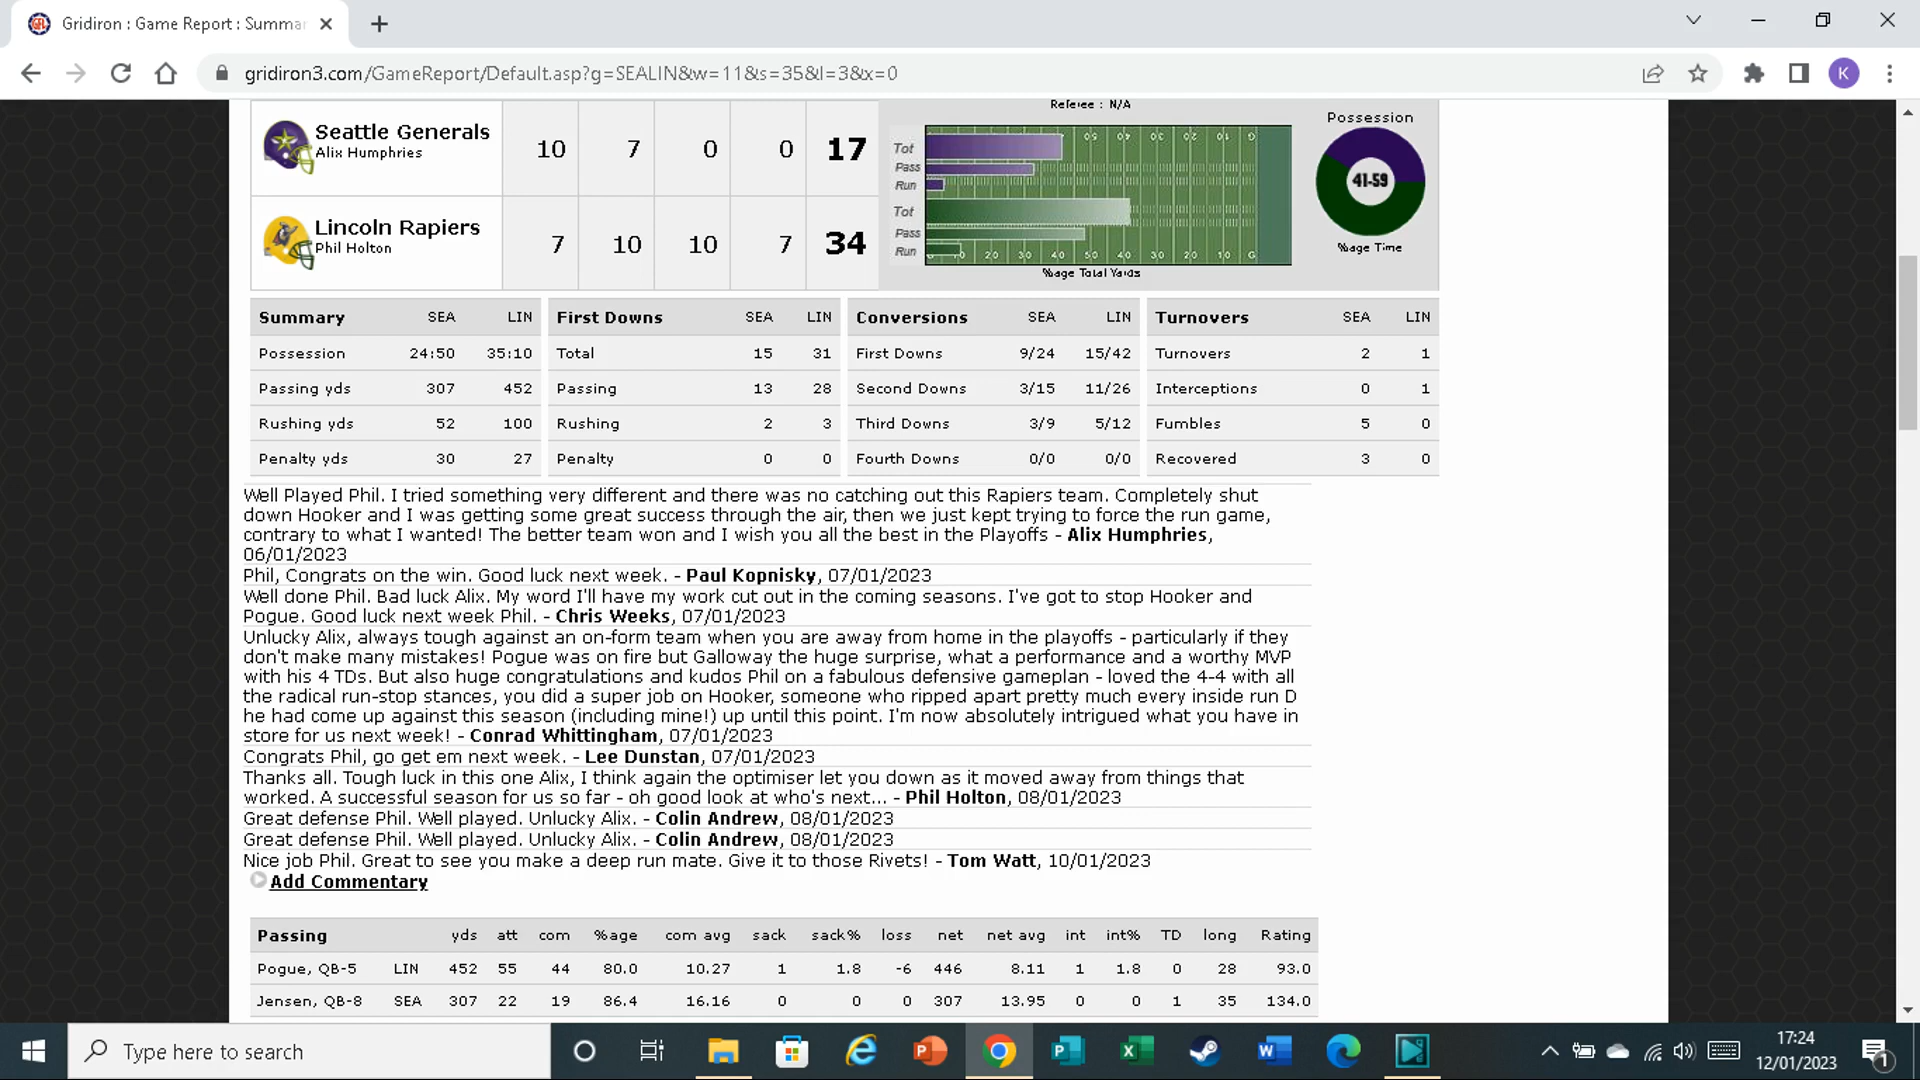 Gridiron : Game Report : Summa
gridiron3.com/GameReport/Default.asp?g=SEALIN&w=11&s=35&l=3&x=0
K
Seattle Generals
Alix Humphries
10 7 0 0 17
Lincoln Rapiers
Phil Holton
7 10 10 7 34
Referee : N/A
Tot
Pass
Run
Tot
Pass
Run
10 20 30 40 50 40 30 20 10 G
%age Total Yards
Possession
41-59
%age Time
Summary SEA LIN
Possession 24:50 35:10
Passing yds 307 452
Rushing yds 52 100
Penalty yds 30 27
First Downs SEA LIN
Total 15 31
Passing 13 28
Rushing 2 3
Penalty 0 0
Conversions SEA LIN
First Downs 9/24 15/42
Second Downs 3/15 11/26
Third Downs 3/9 5/12
Fourth Downs 0/0 0/0
Turnovers SEA LIN
Turnovers 2 1
Interceptions 0 1
Fumbles 5 0
Recovered 3 0
Well Played Phil. I tried something very different and there was no catching out this Rapiers team. Completely shut
down Hooker and I was getting some great success through the air, then we just kept trying to force the run game,
contrary to what I wanted! The better team won and I wish you all the best in the Playoffs - Alix Humphries,
06/01/2023
Phil, Congrats on the win. Good luck next week. - Paul Kopnisky, 07/01/2023
Well done Phil. Bad luck Alix. My word I'll have my work cut out in the coming seasons. I've got to stop Hooker and
Pogue. Good luck next week Phil. - Chris Weeks, 07/01/2023
Unlucky Alix, always tough against an on-form team when you are away from home in the playoffs - particularly if they
don't make many mistakes! Pogue was on fire but Galloway the huge surprise, what a performance and a worthy MVP
with his 4 TDs. But also huge congratulations and kudos Phil on a fabulous defensive gameplan - loved the 4-4 with all
the radical run-stop stances, you did a super job on Hooker, someone who ripped apart pretty much every inside run D
he had come up against this season (including mine!) up until this point. I'm now absolutely intrigued what you have in
store for us next week! - Conrad Whittingham, 07/01/2023
Congrats Phil, go get em next week. - Lee Dunstan, 07/01/2023
Thanks all. Tough luck in this one Alix, I think again the optimiser let you down as it moved away from things that
worked. A successful season for us so far - oh good look at who's next... - Phil Holton, 08/01/2023
Great defense Phil. Well played. Unlucky Alix. - Colin Andrew, 08/01/2023
Great defense Phil. Well played. Unlucky Alix. - Colin Andrew, 08/01/2023
Nice job Phil. Great to see you make a deep run mate. Give it to those Rivets! - Tom Watt, 10/01/2023
Add Commentary
Passing yds att com %age com avg sack sack% loss net net avg int int% TD long Rating
Pogue, QB-5 LIN 452 55 44 80.0 10.27 1 1.8 -6 446 8.11 1 1.8 0 28 93.0
Jensen, QB-8 SEA 307 22 19 86.4 16.16 0 0 0 307 13.95 0 0 1 35 134.0
Type here to search
17:24
12/01/2023
1